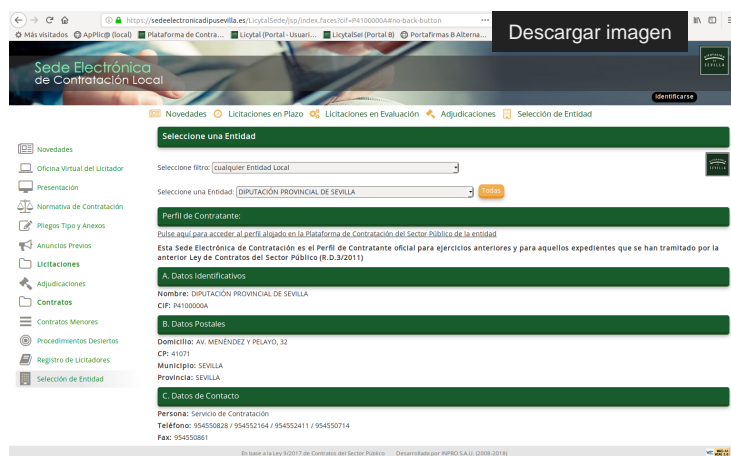 https://sedeelectronicadipusevilla.es/LicytalSede/jsp/index.faces?cif=P4100000A#no-back-button
Descargar imagen
Más visitados ApPlic@ (local) Plataforma de Contra... Licytal (Portal - Usuari... LicytalSel (Portal B) Portafirmas B Alterna...
Sede Electrónica
de Contratación Local
SEVILLA
Identificarse
Novedades Licitaciones en Plazo Licitaciones en Evaluación Adjudicaciones Selección de Entidad
Seleccione una Entidad
Novedades
Oficina Virtual del Licitador
Presentación
Normativa de Contratación
Pliegos Tipo y Anexos
Anuncios Previos
Licitaciones
Adjudicaciones
Contratos
Contratos Menores
Procedimientos Desiertos
Registro de Licitadores
Selección de Entidad
Seleccione filtro: cualquier Entidad Local
Seleccione una Entidad: DIPUTACIÓN PROVINCIAL DE SEVILLA Todas
Perfil de Contratante:
Pulse aquí para acceder al perfil alojado en la Plataforma de Contratación del Sector Público de la entidad
Esta Sede Electrónica de Contratación es el Perfil de Contratante oficial para ejercicios anteriores y para aquellos expedientes que se han tramitado por la
anterior Ley de Contratos del Sector Público (R.D.3/2011)
A. Datos Identificativos
Nombre: DIPUTACIÓN PROVINCIAL DE SEVILLA
CIF: P4100000A
B. Datos Postales
Domicilio: AV. MENÉNDEZ Y PELAYO, 32
CP: 41071
Municipio: SEVILLA
Provincia: SEVILLA
C. Datos de Contacto
Persona: Servicio de Contratación
Teléfono: 954550828 / 954552164 / 954552411 / 954550714
Fax: 954550861
En base a la Ley 9/2017 de Contratos del Sector Público Desarrollada por INPRO S.A.U. (2008-2018)